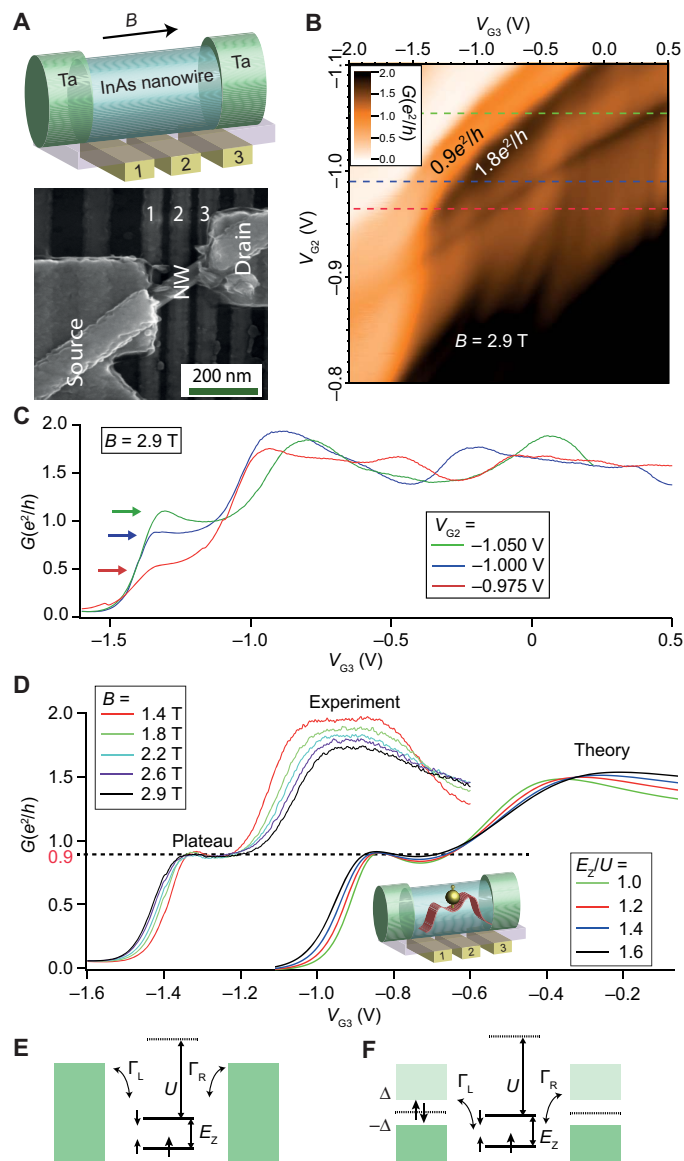 A
B
Ta
InAs nanowire
Ta
1 2 3
1 2 3
NW
Source
Drain
200 nm
B
V_G3 (V)
−2.0 −1.5 −1.0 −0.5 0.0 0.5
−1.1
−1.0
−0.9
−0.8
V_G2 (V)
2.0
1.5
1.0
0.5
0.0
G(e²/h)
0.9e²/h
1.8e²/h
B = 2.9 T
C
B = 2.9 T
2.0
1.5
1.0
0.5
0.0
G(e²/h)
V_G2 =
−1.050 V
−1.000 V
−0.975 V
−1.5 −1.0 −0.5 0 0.5
V_G3 (V)
D
B =
1.4 T
1.8 T
2.2 T
2.6 T
2.9 T
Experiment
Theory
Plateau
2.0
1.5
1.0
0.9
0.5
0.0
G(e²/h)
E_Z/U =
1.0
1.2
1.4
1.6
1 2 3
−1.6 −1.4 −1.2 −1.0 −0.8 −0.6 −0.4 −0.2
V_G3 (V)
E
Γ_L
U
Γ_R
E_Z
F
Δ
−Δ
Γ_L
U
Γ_R
E_Z